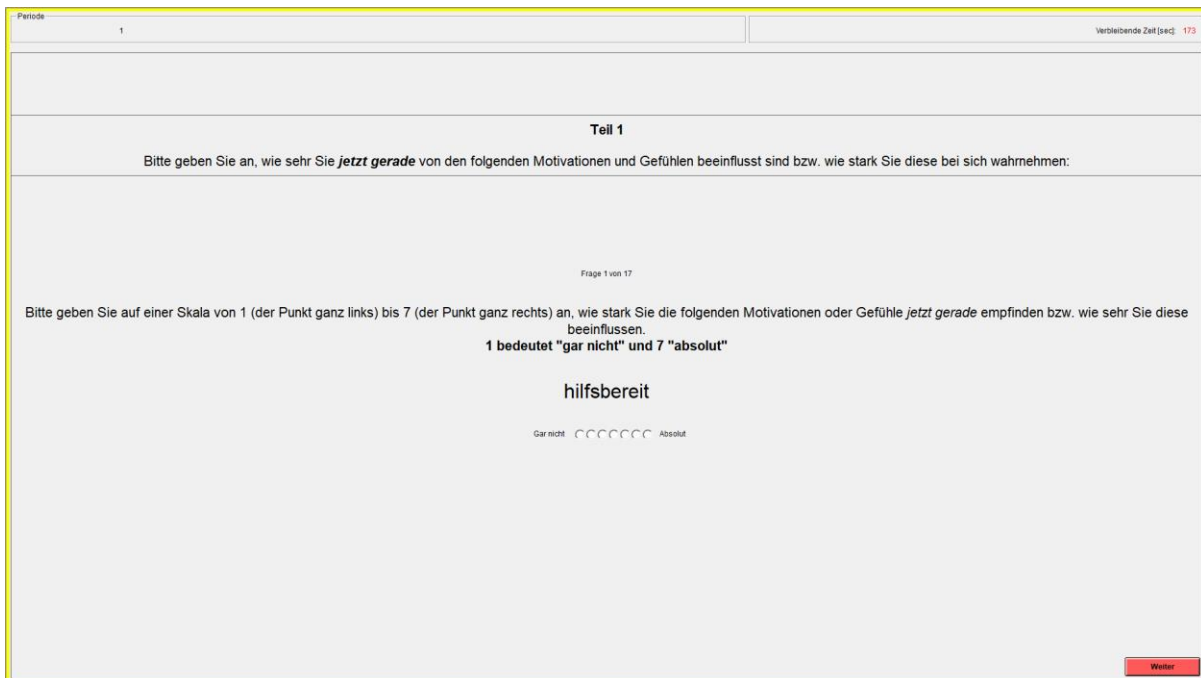 Periode
1
Verbleibende Zeit [sec]: 173
Teil 1
Bitte geben Sie an, wie sehr Sie jetzt gerade von den folgenden Motivationen und Gefühlen beeinflusst sind bzw. wie stark Sie diese bei sich wahrnehmen:
Frage 1 von 17
Bitte geben Sie auf einer Skala von 1 (der Punkt ganz links) bis 7 (der Punkt ganz rechts) an, wie stark Sie die folgenden Motivationen oder Gefühle jetzt gerade empfinden bzw. wie sehr Sie diese
beeinflussen.
1 bedeutet "gar nicht" und 7 "absolut"
hilfsbereit
Gar nicht Absolut
Weiter